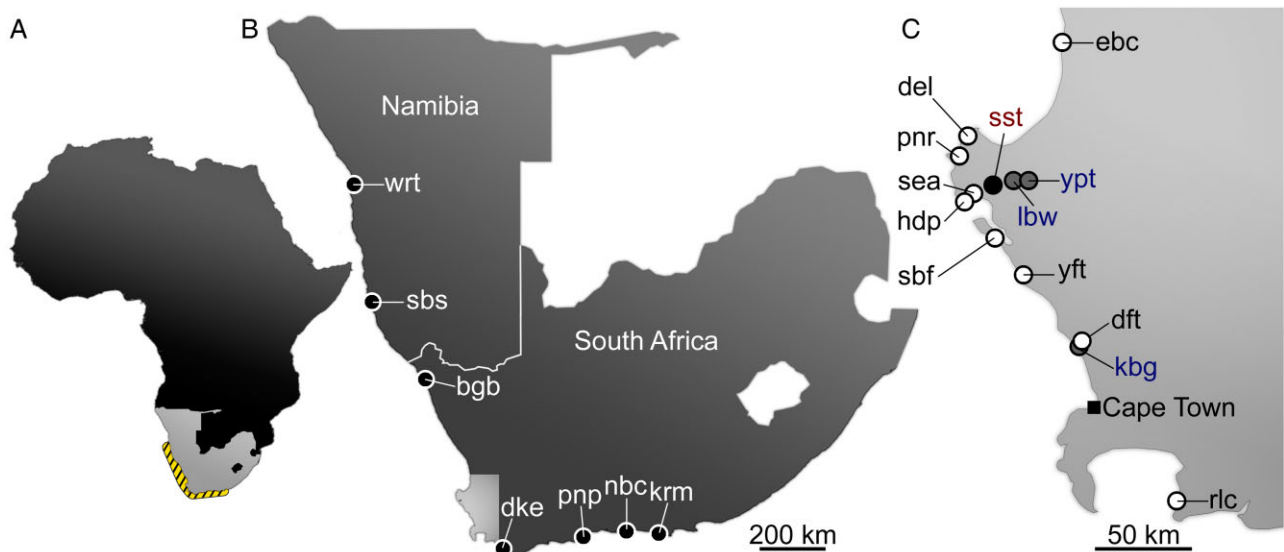 A
B
C
Namibia
wrt
sbs
bgb
South Africa
dke
pnp
nbc
krm
200 km
ebc
del
sst
pnr
ypt
sea
lbw
hdp
sbf
yft
dft
kbg
Cape Town
rlc
50 km